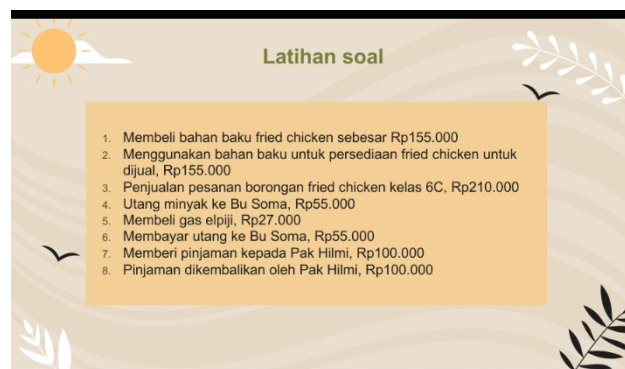 Latihan soal
1. Membeli bahan baku fried chicken sebesar Rp155.000
2. Menggunakan bahan baku untuk persediaan fried chicken untuk
dijual, Rp155.000
3. Penjualan pesanan borongan fried chicken kelas 6C, Rp210.000
4. Utang minyak ke Bu Soma, Rp55.000
5. Membeli gas elpiji, Rp27.000
6. Membayar utang ke Bu Soma, Rp55.000
7. Memberi pinjaman kepada Pak Hilmi, Rp100.000
8. Pinjaman dikembalikan oleh Pak Hilmi, Rp100.000